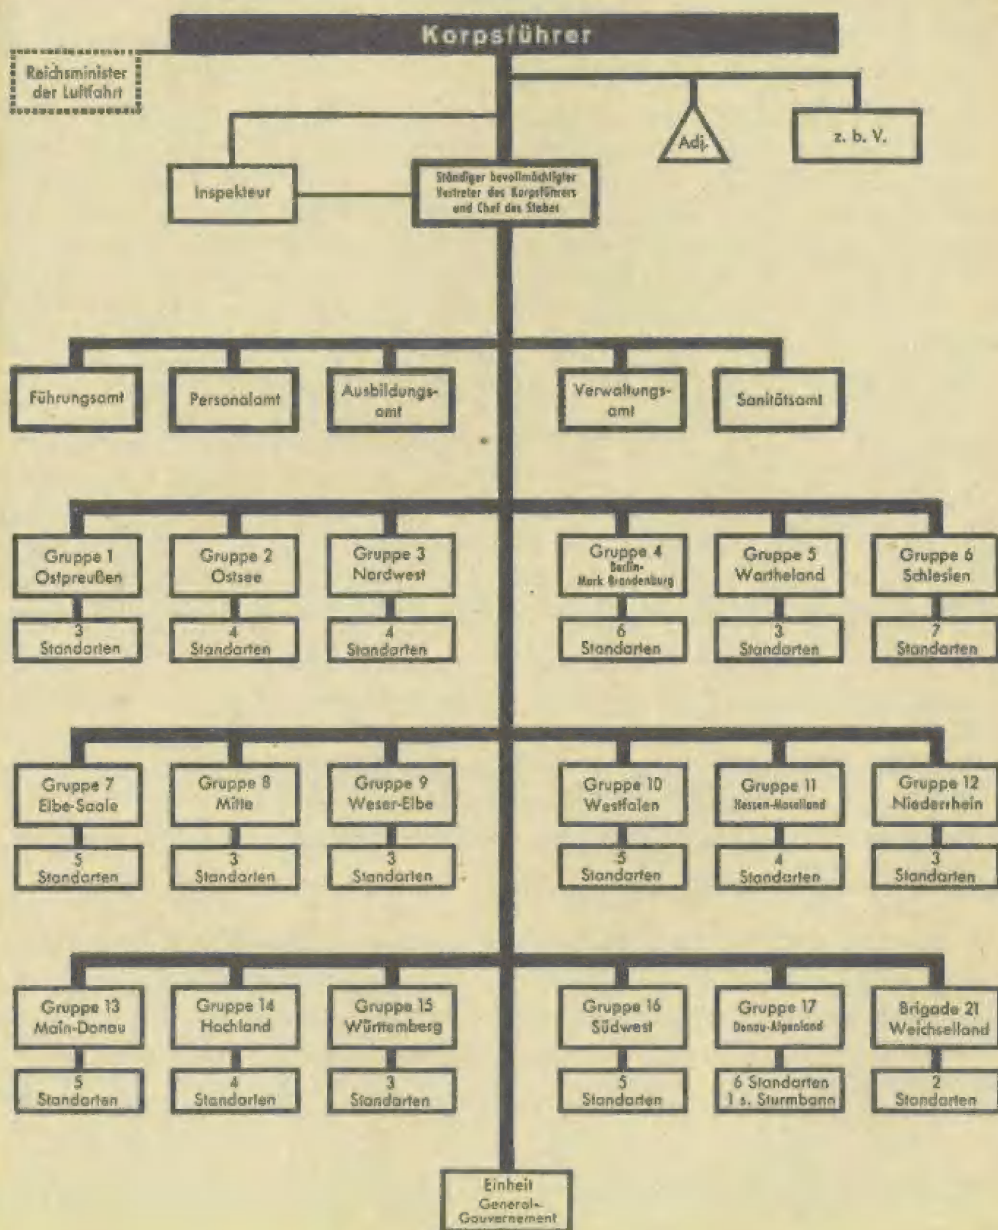 Korpsführer
Reichsminister
der Luftfahrt
Adj.
z. b. V.
Inspekteur
Ständiger bevollmächtigter
Vertreter des Korpsführers
und Chef des Stabes
Führungsamt
Personalamt
Ausbildungs-
amt
Verwaltungs-
amt
Sanitätsamt
Gruppe 1
Ostpreußen
3
Standarten
Gruppe 2
Ostsee
4
Standarten
Gruppe 3
Nordwest
4
Standarten
Gruppe 4
Berlin-
Mark Brandenburg
6
Standarten
Gruppe 5
Wartheland
3
Standarten
Gruppe 6
Schlesien
7
Standarten
Gruppe 7
Elbe-Saale
5
Standarten
Gruppe 8
Mitte
3
Standarten
Gruppe 9
Weser-Elbe
3
Standarten
Gruppe 10
Westfalen
5
Standarten
Gruppe 11
Hessen-Moselland
4
Standarten
Gruppe 12
Niederrhein
3
Standarten
Gruppe 13
Main-Donau
5
Standarten
Gruppe 14
Hochland
4
Standarten
Gruppe 15
Württemberg
3
Standarten
Gruppe 16
Südwest
5
Standarten
Gruppe 17
Donau-Alpenland
6 Standarten
1 s. Sturmbann
Brigade 21
Weichselland
2
Standarten
Einheit
General-
Gouvernement